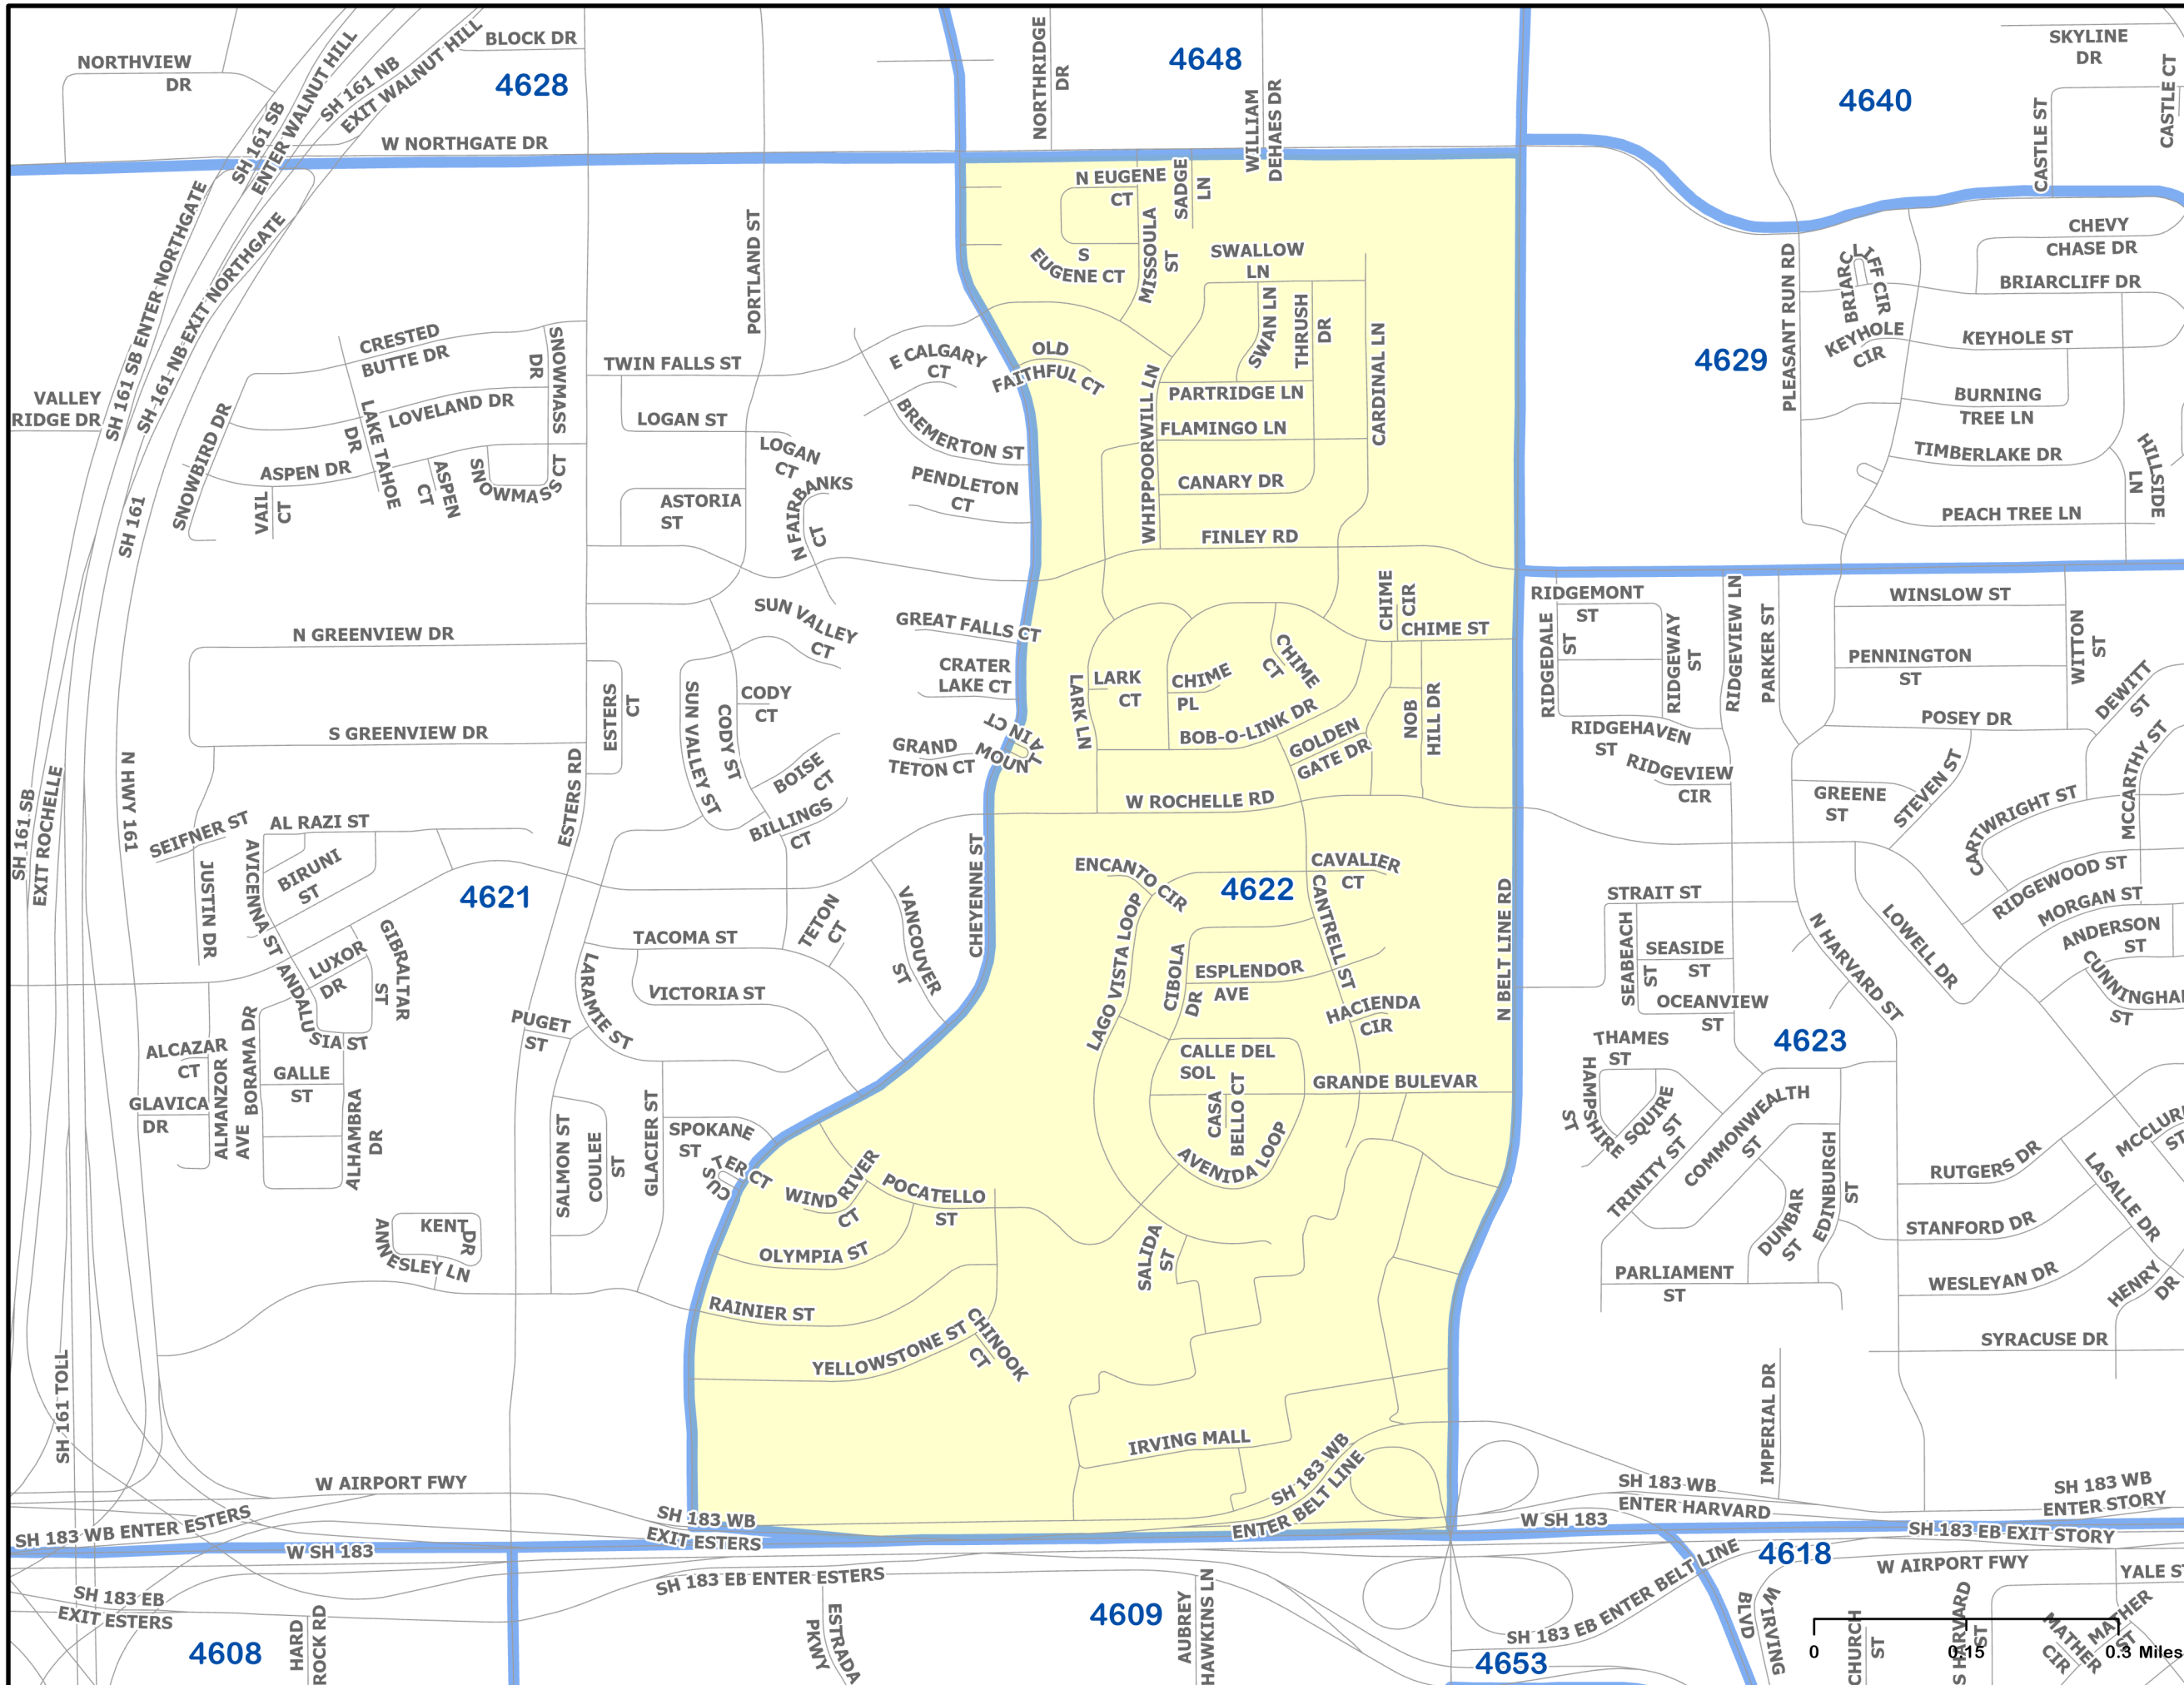 NORTHVIEW
DR
SH 161 SB
ENTER WALNUT HILL
SH 161 NB
EXIT WALNUT HILL
BLOCK DR
4628
W NORTHGATE DR
NORTHRIDGE
DR
4648
WILLIAM
DEHAES DR
4640
SKYLINE
DR
CASTLE ST
CASTLE CT
SH 161 SB ENTER NORTHGATE
SH 161 NB EXIT NORTHGATE
PORTLAND ST
N EUGENE
CT
SADGE
LN
MISSOULA
ST
S
EUGENE CT
SWALLOW
LN
SWAN LN
THRUSH
DR
CARDINAL LN
PLEASANT RUN RD
BRIARCLIFF CIR
CHEVY
CHASE DR
BRIARCLIFF DR
KEYHOLE
CIR
KEYHOLE ST
4629
BURNING
TREE LN
TIMBERLAKE DR
HILLSIDE
LN
PEACH TREE LN
VALLEY
RIDGE DR
CRESTED
BUTTE DR
SNOWMASS
DR
LOVELAND DR
LAKE TAHOE
DR
SNOWBIRD DR
ASPEN DR
VAIL
CT
ASPEN
CT
SNOWMASS CT
SH 161
TWIN FALLS ST
LOGAN ST
LOGAN
CT
ASTORIA
ST
N FAIRBANKS
CT
E CALGARY
CT
BREMERTON ST
PENDLETON
CT
OLD
FAITHFUL CT
WHIPPOORWILL LN
PARTRIDGE LN
FLAMINGO LN
CANARY DR
FINLEY RD
N GREENVIEW DR
S GREENVIEW DR
SUN VALLEY
CT
GREAT FALLS CT
CRATER
LAKE CT
ESTERS
CT
SUN VALLEY ST
CODY ST
CODY
CT
BOISE
CT
BILLINGS
CT
GRAND
TETON CT
MOUNTAIN CT
LARK LN
LARK
CT
CHIME
PL
CHIME
CT
CHIME
CIR
CHIME ST
BOB-O-LINK DR
GOLDEN
GATE DR
NOB
HILL DR
W ROCHELLE RD
RIDGEMONT
ST
RIDGEDALE
ST
RIDGEWAY
ST
RIDGEVIEW LN
PARKER ST
RIDGEHAVEN
ST
RIDGEVIEW
CIR
WINSLOW ST
PENNINGTON
ST
WITTON
ST
POSEY DR
DEWITT
ST
GREENE
ST
STEVEN ST
CARTWRIGHT ST
MCCARTHY ST
RIDGEWOOD ST
MORGAN ST
ANDERSON
ST
SH 161 SB
EXIT ROCHELLE
N HWY 161
SEIFNER ST
AL RAZI ST
AVICENNA ST
BIRUNI
ST
JUSTIN DR
ESTERS RD
4621
LUXOR
DR
GIBRALTAR
ST
ANDALUSIA ST
TACOMA ST
VICTORIA ST
LARAMIE ST
PUGET
ST
TETON
CT
VANCOUVER
ST
CHEYENNE ST
ENCANTO CIR
4622
CAVALIER
CT
CANTRELL ST
LAGO VISTA LOOP
CIBOLA
DR
ESPLENDOR
AVE
HACIENDA
CIR
CALLE DEL
SOL
CASA
BELLO CT
GRANDE BULEVAR
AVENIDA LOOP
N BELT LINE RD
STRAIT ST
SEABEACH
ST
SEASIDE
ST
OCEANVIEW
ST
N HARVARD ST
LOWELL DR
4623
THAMES
ST
HAMPSHIRE
ST
SQUIRE
ST
TRINITY ST
COMMONWEALTH
ST
DUNBAR
ST
EDINBURGH
ST
PARLIAMENT
ST
RUTGERS DR
STANFORD DR
WESLEYAN DR
LASALLE DR
HENRY
DR
SYRACUSE DR
ALCAZAR
CT
GLAVICA
DR
ALMANZOR
AVE
BORAMA DR
GALLE
ST
ALHAMBRA
DR
KENT
DR
ANNESLEY LN
SALMON ST
COULEE
ST
GLACIER ST
SPOKANE
ST
CUSTER CT
WIND RIVER
CT
POCATELLO
ST
OLYMPIA ST
RAINIER ST
YELLOWSTONE ST
CHINOOK
CT
SALIDA
ST
IRVING MALL
SH 183 WB
ENTER BELT LINE
IMPERIAL DR
SH 161 TOLL
W AIRPORT FWY
SH 183 WB ENTER ESTERS
W SH 183
SH 183 WB
EXIT ESTERS
W SH 183
SH 183 WB
ENTER HARVARD
SH 183 WB
ENTER STORY
SH 183 EB EXIT STORY
4618
W AIRPORT FWY
YALE
SH 183 EB
EXIT ESTERS
SH 183 EB ENTER ESTERS
SH 183 EB ENTER BELT LINE
4608
HARD
ROCK RD
ESTRADA
PKWY
4609
AUBREY
HAWKINS LN
4653
W IRVING
BLVD
CHURCH
ST
S HARVARD
ST
MATHER
CIR
MATHER
ST
0 0.15 0.3 Miles